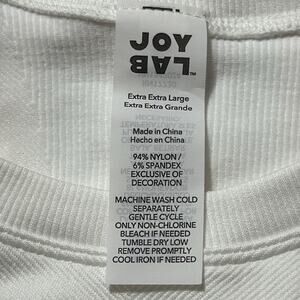 JOY
LAB™
Extra Extra Large
Extra Extra Grande
Made in China
Hacho en China
94% NYLON /
6% SPANDEX
EXCLUSIVE OF
DECORATION
MACHINE WASH COLD
SEPARATELY
GENTLE CYCLE
ONLY NON-CHLORINE
BLEACH IF NEEDED
TUMBLE DRY LOW
REMOVE PROMPTLY
COOL IRON IF NEEDED